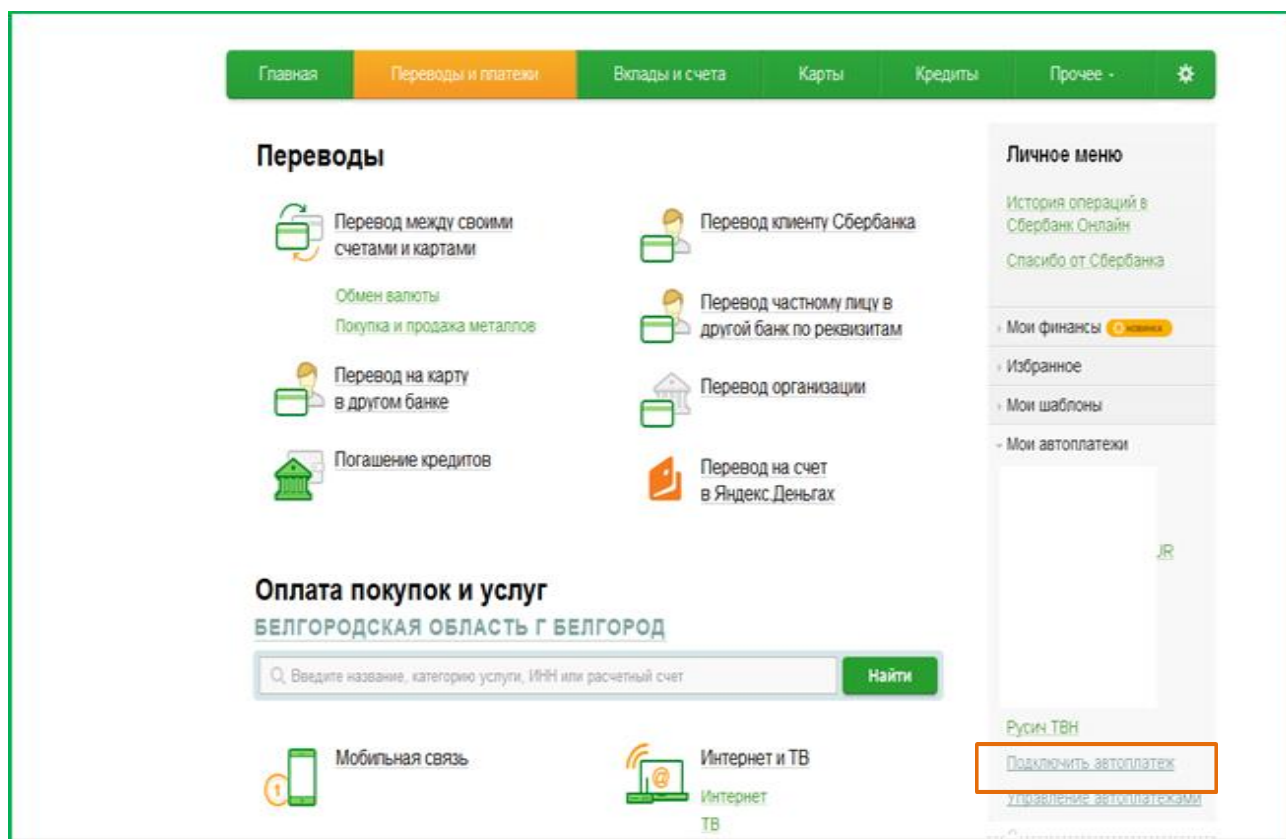 Главная Переводы и платежи Вклады и счета Карты Кредиты Прочее
Переводы
Перевод между своими
счетами и картами
Обмен валюты
Покупка и продажа металлов
Перевод клиенту Сбербанка
Перевод частному лицу в
другой банк по реквизитам
Перевод на карту
в другом банке
Перевод организации
Погашение кредитов
Перевод на счет
в Яндекс.Деньгах
Оплата покупок и услуг
БЕЛГОРОДСКАЯ ОБЛАСТЬ Г БЕЛГОРОД
Введите название, категорию услуги, ИНН или расчетный счет
Найти
1
Мобильная связь
@
Интернет и ТВ
Интернет
ТВ
Личное меню
История операций в
Сбербанк Онлайн
Спасибо от Сбербанка
Мои финансы новинка
Избранное
Мои шаблоны
Мои автоплатежи
JR
Русич ТВН
Подключить автоплатеж
Управление автоплатежами